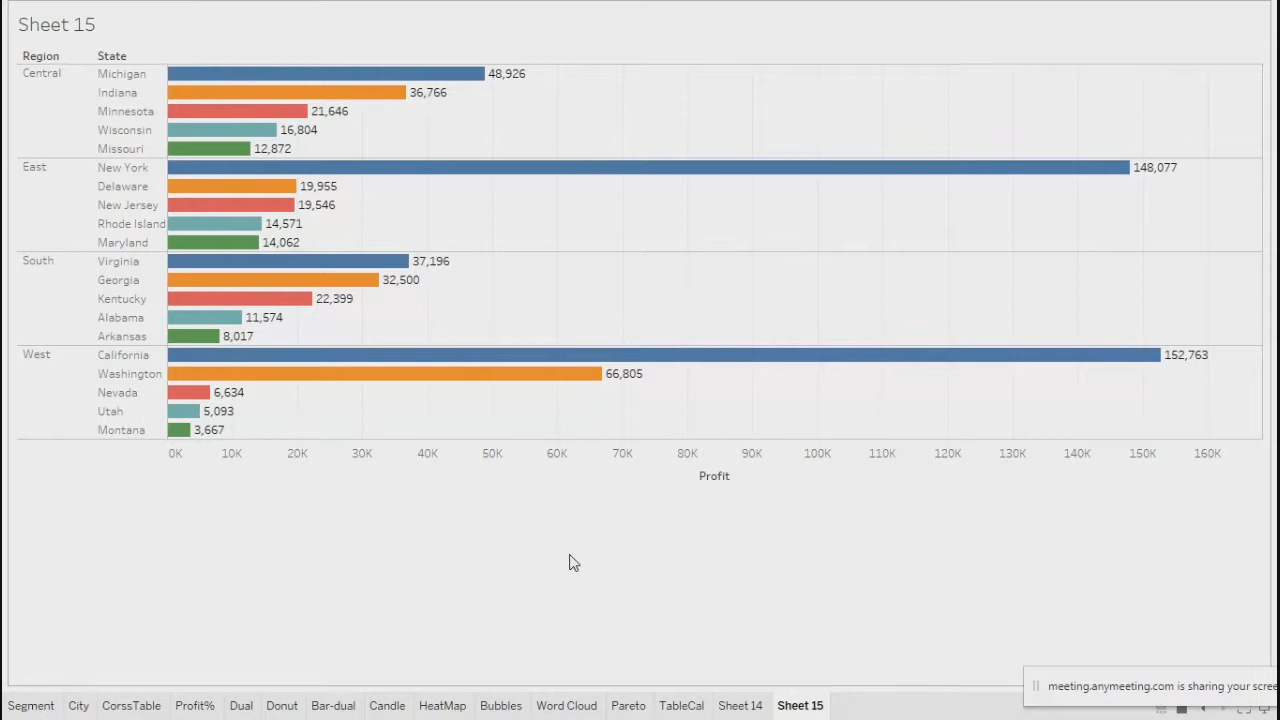 Sheet 15
Region State
Central Michigan 48,926
Indiana 36,766
Minnesota 21,646
Wisconsin 16,804
Missouri 12,872
East New York 148,077
Delaware 19,955
New Jersey 19,546
Rhode Island 14,571
Maryland 14,062
South Virginia 37,196
Georgia 32,500
Kentucky 22,399
Alabama 11,574
Arkansas 8,017
West California 152,763
Washington 66,805
Nevada 6,634
Utah 5,093
Montana 3,667
0K 10K 20K 30K 40K 50K 60K 70K 80K 90K 100K 110K 120K 130K 140K 150K 160K
Profit
meeting.anymeeting.com is sharing your scree
Segment City CorssTable Profit% Dual Donut Bar-dual Candle HeatMap Bubbles Word Cloud Pareto TableCal Sheet 14 Sheet 15